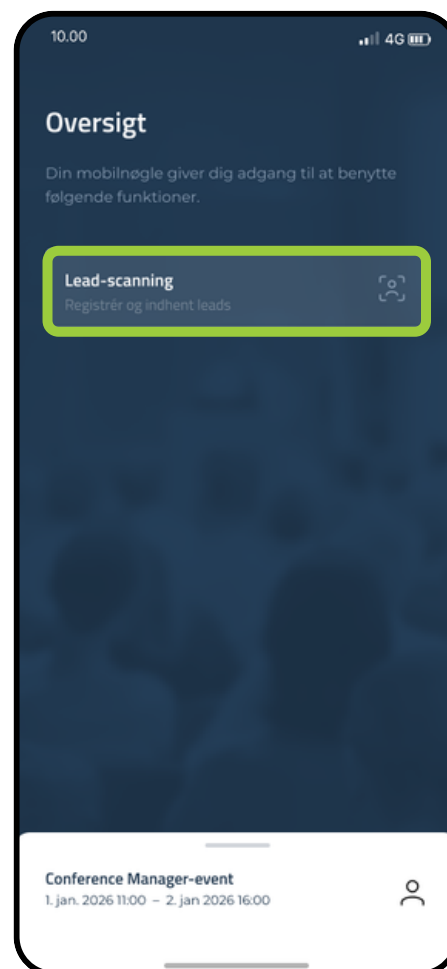 10.00
4G
Oversigt
Din mobilnøgle giver dig adgang til at benytte
følgende funktioner.
Lead-scanning
Registrér og indhent leads
Conference Manager-event
1. jan. 2026 11:00 – 2. jan 2026 16:00